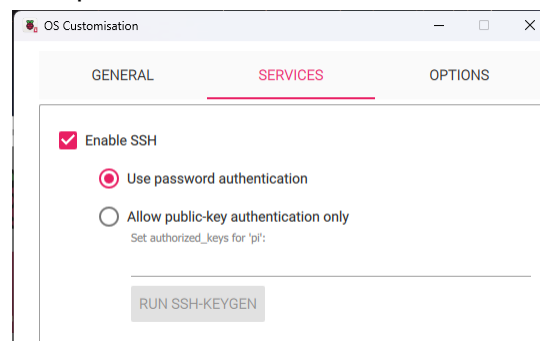 OS Customisation
GENERAL SERVICES OPTIONS
Enable SSH
Use password authentication
Allow public-key authentication only
Set authorized_keys for 'pi':
RUN SSH-KEYGEN